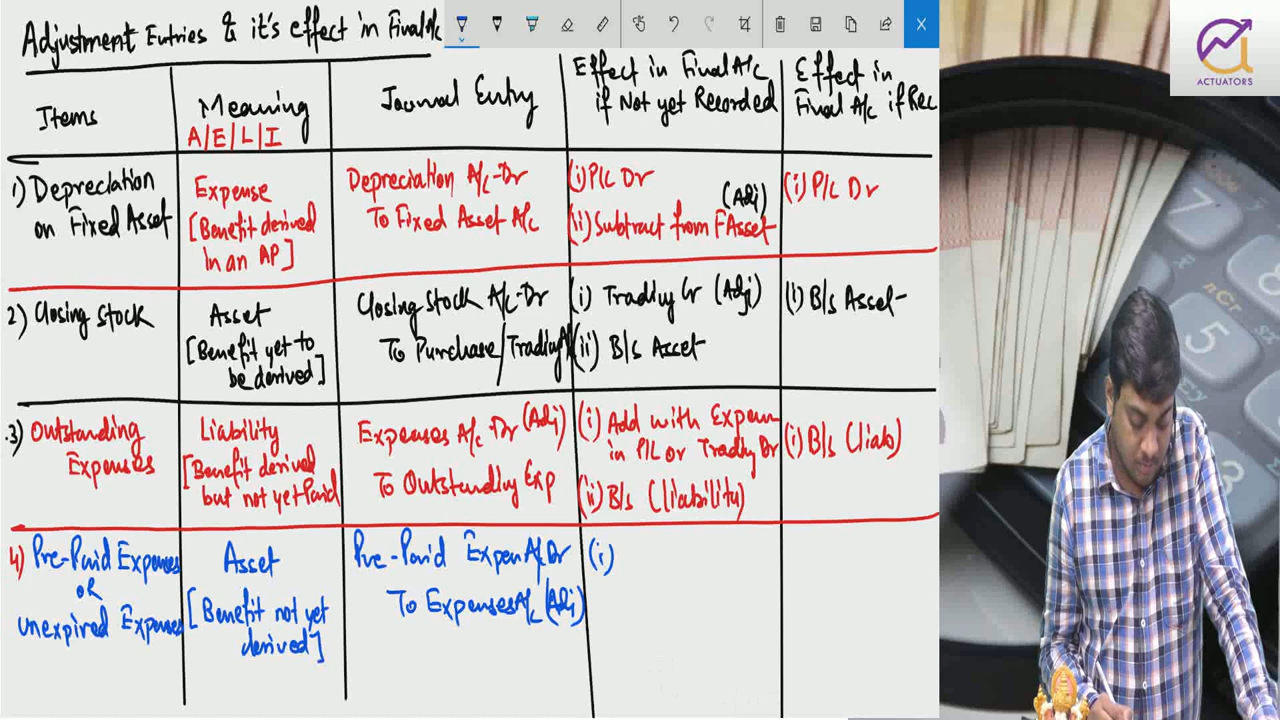 Adjustment Entries & it's effect in Final A/c
ACTUATORS
Items
Meaning
A/E/L/I
Journal Entry
Effect in Final A/c
if Not yet Recorded
Effect in
Final A/c if Rec
1) Depreciation
on Fixed Asset
Expense
[Benefit derived
in an AP]
Depreciation A/c-Dr
To Fixed Asset A/c
(i) P/L Dr
(Adj)
(ii) Subtract from FAsset
(i) P/L Dr
2) Closing stock
Asset
[Benefit yet to
be derived]
Closing Stock A/c-Dr
To Purchase/Trading
(i) Trading Cr (Adj)
(ii) B/s Asset
(i) B/s Asset
3) Outstanding
Expenses
Liability
[Benefit derived
but not yet Paid
Expenses A/c Dr (Adj)
To Outstanding Exp
(i) Add with Expen
in P/L or Trading Dr
(ii) B/s (liability)
(i) B/s (liab)
4) Pre-Paid Expenses
OR
unexpired Expenses
Asset
[Benefit not yet
derived]
Pre-Paid Expen A/c Dr
To Expenses A/c (Adj)
(i)